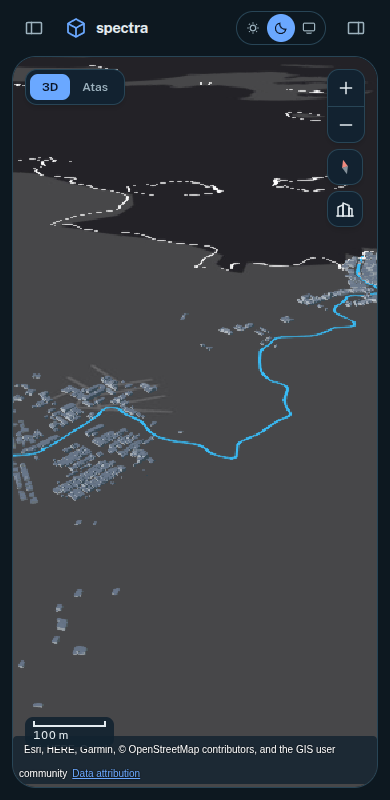 spectra
3D Atas
100 m
Esri, HERE, Garmin, © OpenStreetMap contributors, and the GIS user
community Data attribution